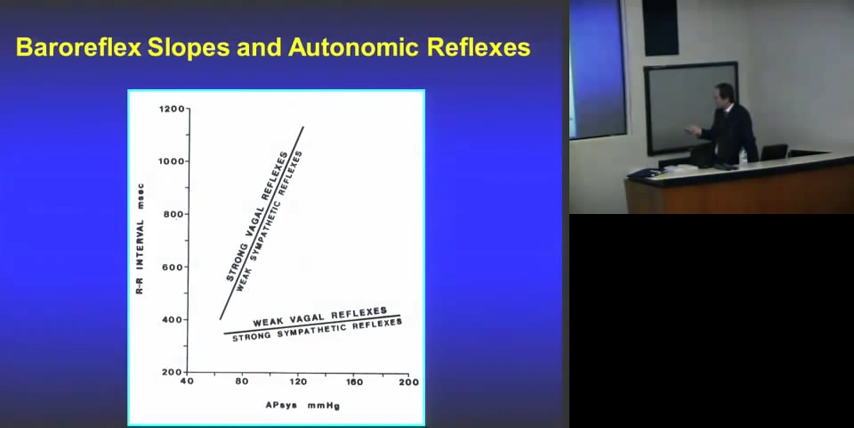 Baroreflex Slopes and Autonomic Reflexes
1200
1000
800
600
400
200
R-R INTERVAL msec
STRONG VAGAL REFLEXES
WEAK SYMPATHETIC REFLEXES
WEAK VAGAL REFLEXES
STRONG SYMPATHETIC REFLEXES
40 80 120 160 200
APsys mmHg